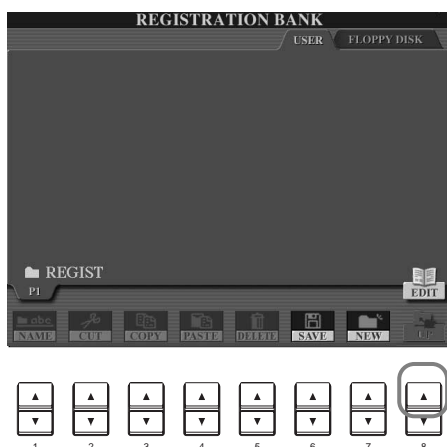 REGISTRATION BANK
USER FLOPPY DISK
REGIST
P1
EDIT
abc
NAME CUT COPY PASTE DELETE SAVE NEW UP
1 2 3 4 5 6 7 8